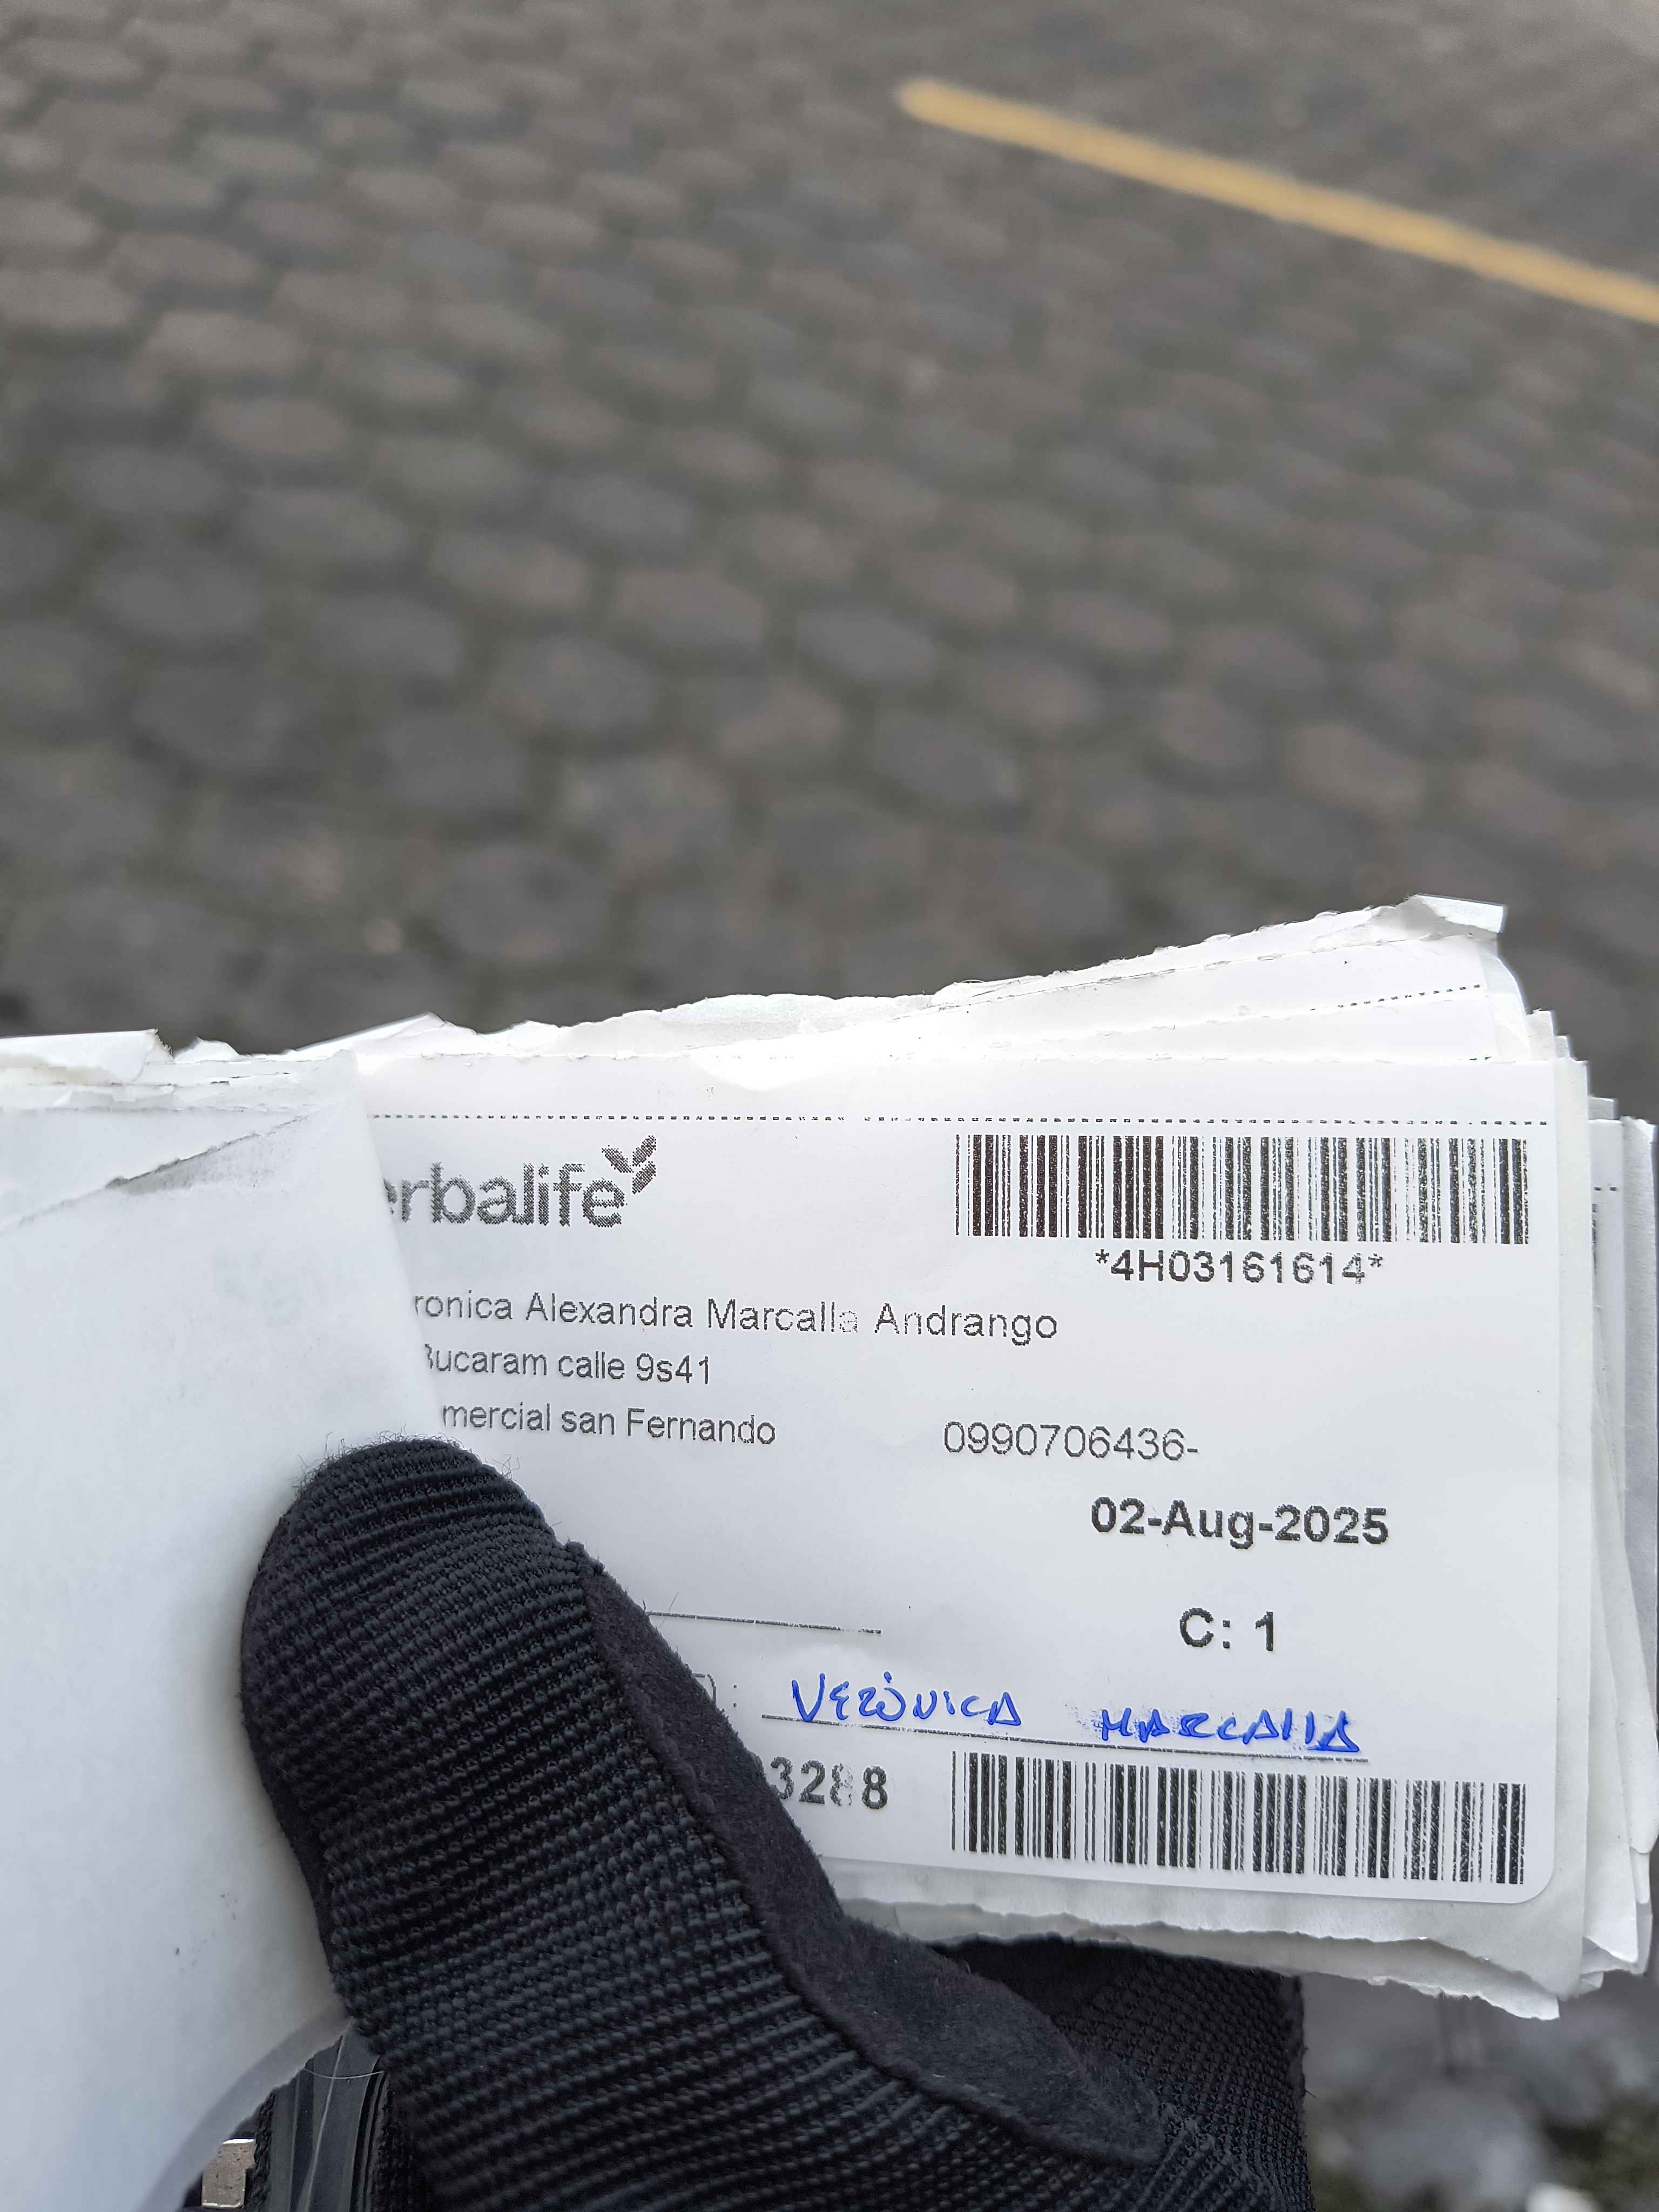 erbalife
*4H03161614*
ronica Alexandra Marcalla Andrango
Bucaram calle 9s41
mercial san Fernando
0990706436-
02-Aug-2025
C: 1
VERÓNICA MARCALLA
3288